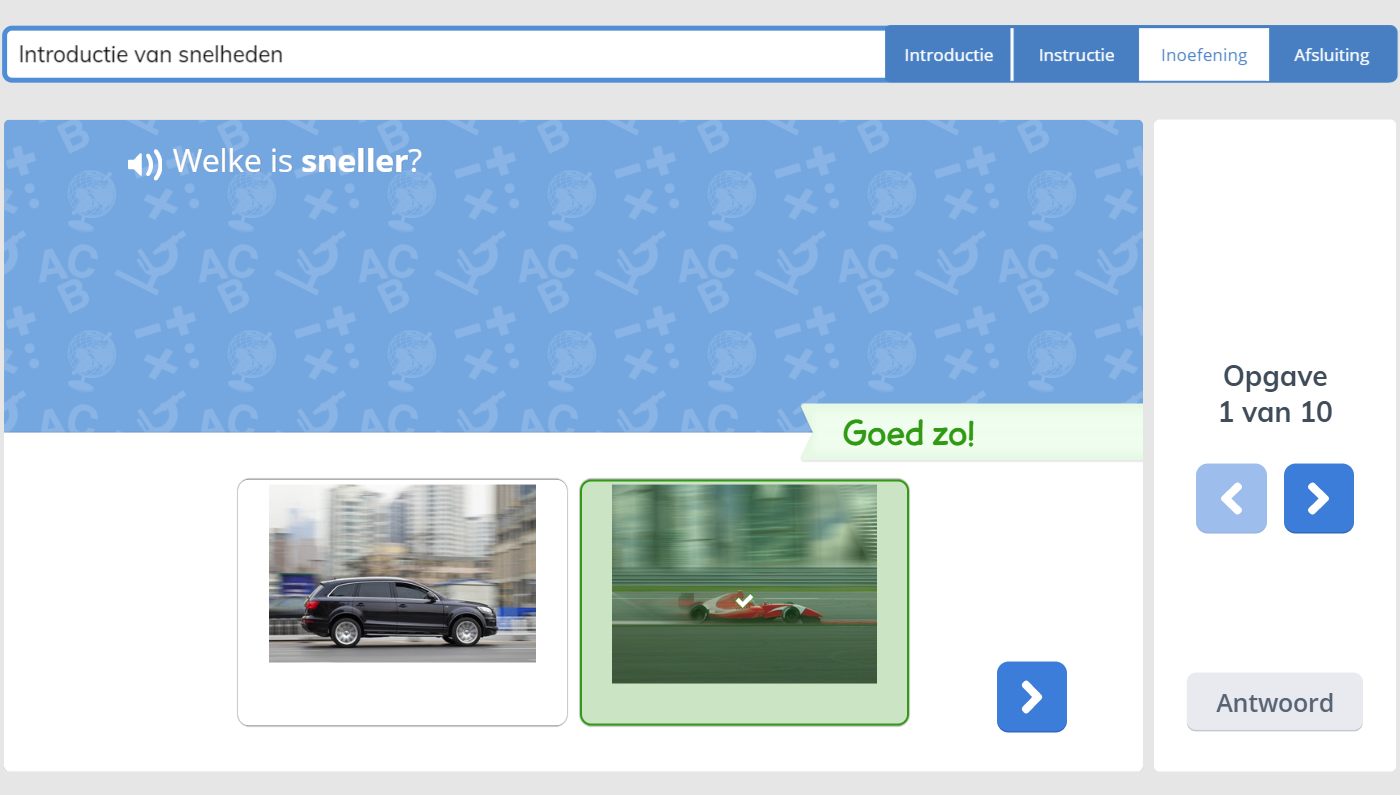 Introductie van snelheden
Introductie
Instructie
Inoefening
Afsluiting
Welke is sneller?
Goed zo!
Opgave
1 van 10
Antwoord